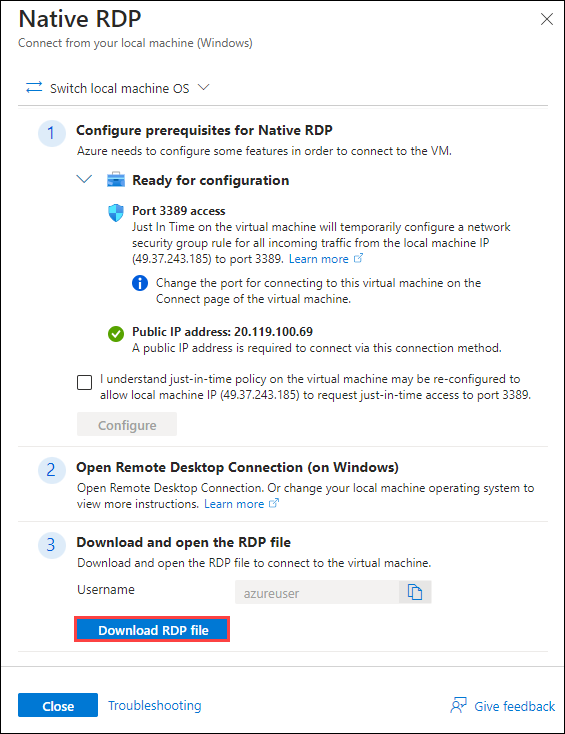 Native RDP
Connect from your local machine (Windows)
Switch local machine OS
1
Configure prerequisites for Native RDP
Azure needs to configure some features in order to connect to the VM.
Ready for configuration
Port 3389 access
Just In Time on the virtual machine will temporarily configure a network
security group rule for all incoming traffic from the local machine IP
(49.37.243.185) to port 3389. Learn more
Change the port for connecting to this virtual machine on the
Connect page of the virtual machine.
Public IP address: 20.119.100.69
A public IP address is required to connect via this connection method.
I understand just-in-time policy on the virtual machine may be re-configured to
allow local machine IP (49.37.243.185) to request just-in-time access to port 3389.
Configure
2
Open Remote Desktop Connection (on Windows)
Open Remote Desktop Connection. Or change your local machine operating system to
view more instructions. Learn more
3
Download and open the RDP file
Download and open the RDP file to connect to the virtual machine.
Username
azureuser
Download RDP file
Close
Troubleshooting
Give feedback